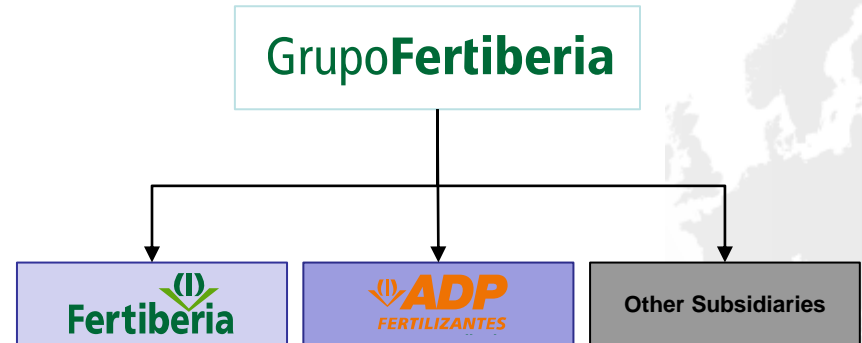 GrupoFertiberia
Fertiberia
ADP
FERTILIZANTES
Other Subsidiaries